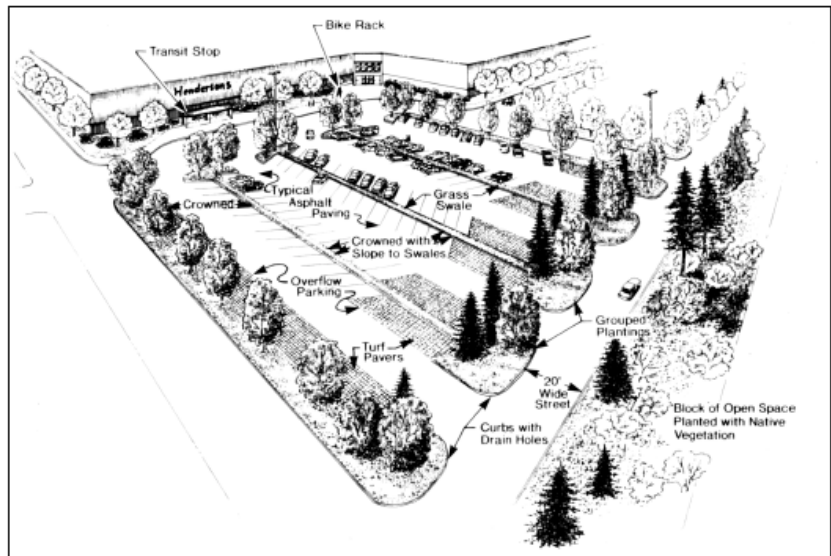 Bike Rack
Transit Stop
Hendersons
Typical
Asphalt
Paving
Grass
Swale
Crowned
Crowned with
Slope to Swales
Overflow
Parking
Grouped
Plantings
Turf
Pavers
20'
Wide
Street
Block of Open Space
Planted with Native
Vegetation
Curbs with
Drain Holes